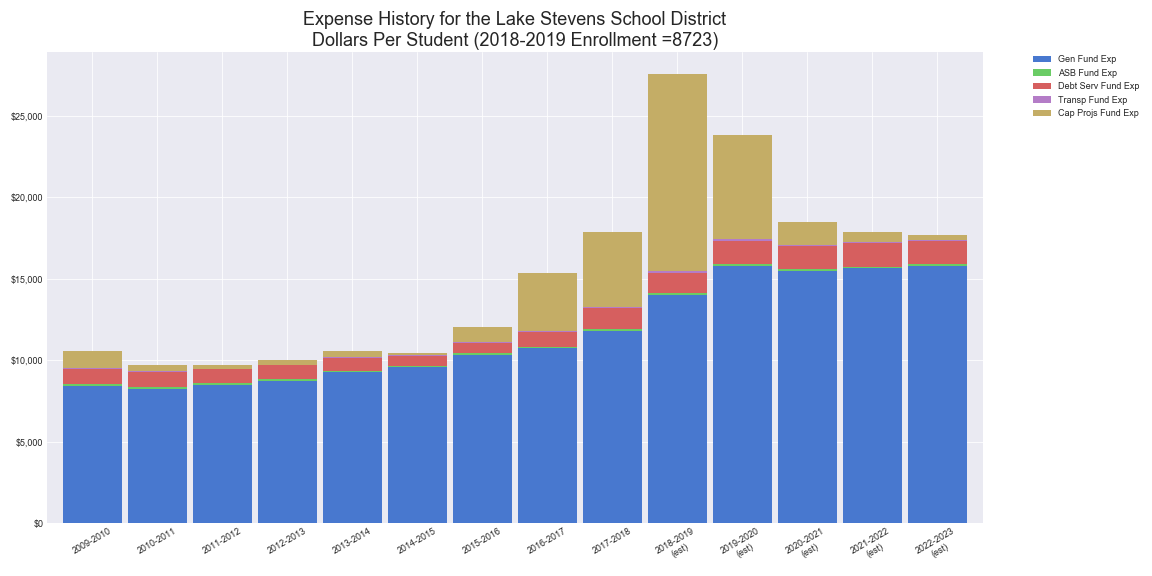 Expense History for the Lake Stevens School District
Dollars Per Student (2018-2019 Enrollment =8723)
Gen Fund Exp
ASB Fund Exp
Debt Serv Fund Exp
Transp Fund Exp
Cap Projs Fund Exp
$25,000
$20,000
$15,000
$10,000
$5,000
$0
2009-2010
2010-2011
2011-2012
2012-2013
2013-2014
2014-2015
2015-2016
2016-2017
2017-2018
2018-2019
(est)
2019-2020
(est)
2020-2021
(est)
2021-2022
(est)
2022-2023
(est)